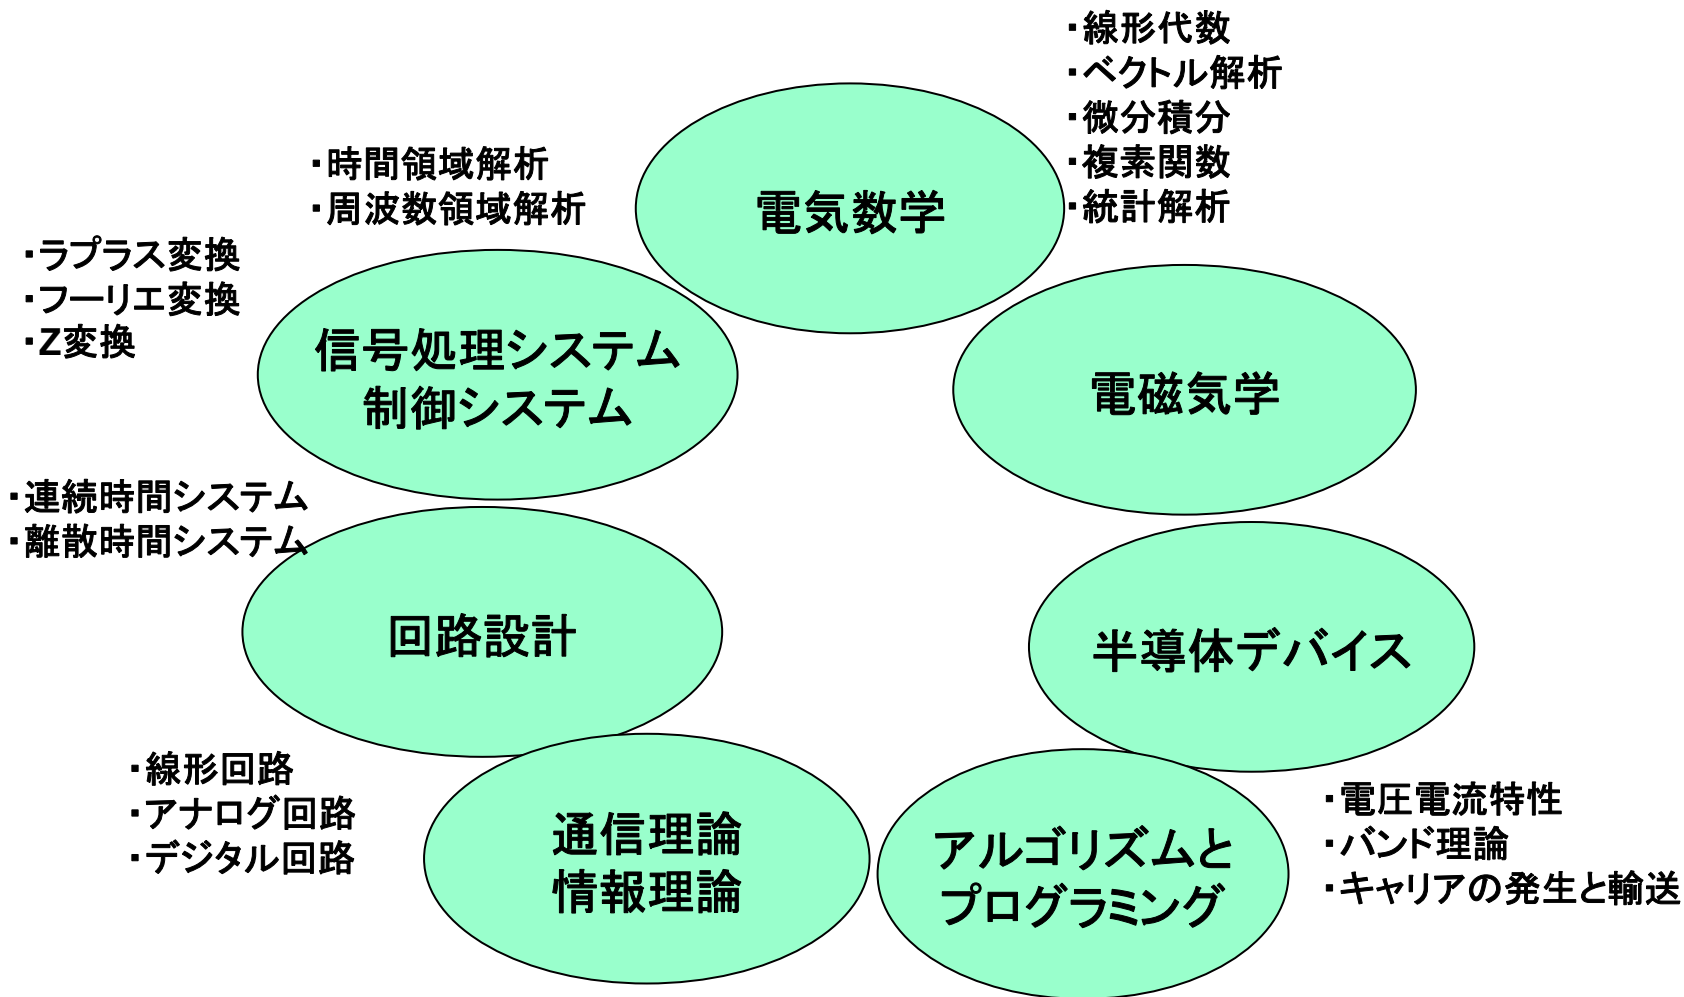 ・線形代数
・ベクトル解析
・微分積分
・複素関数
・統計解析
・時間領域解析
・周波数領域解析
電気数学
・ラプラス変換
・フーリエ変換
・Z変換
信号処理システム
制御システム
電磁気学
・連続時間システム
・離散時間システム
回路設計
半導体デバイス
・線形回路
・アナログ回路
・デジタル回路
通信理論
情報理論
アルゴリズムと
プログラミング
・電圧電流特性
・バンド理論
・キャリアの発生と輸送